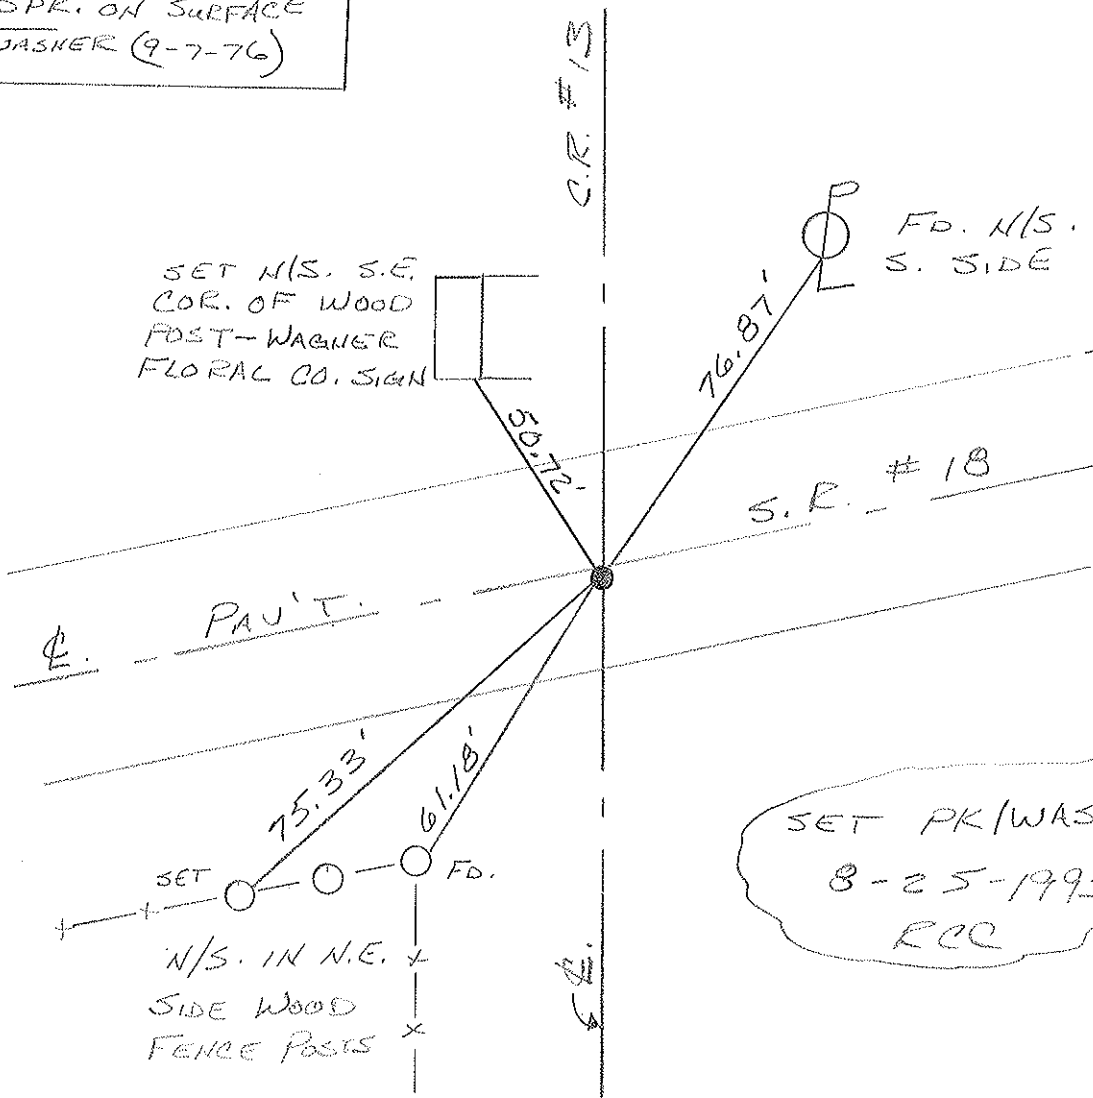 SPR. ON SURFACE
(9-7-76)
C.R. # 13
FD. N/S.
S. SIDE
SET N/S. S.E.
COR. OF WOOD
POST-WAGNER
FLORAL CO. SIGN
76.87'
50.72'
S.R. # 18
PAV'T.
℄.
75.33'
61.18'
SET
FD.
SET PK/WAS
8-25-199
RCC
N/S. IN N.E.
SIDE WOOD
FENCE POSTS
℄.